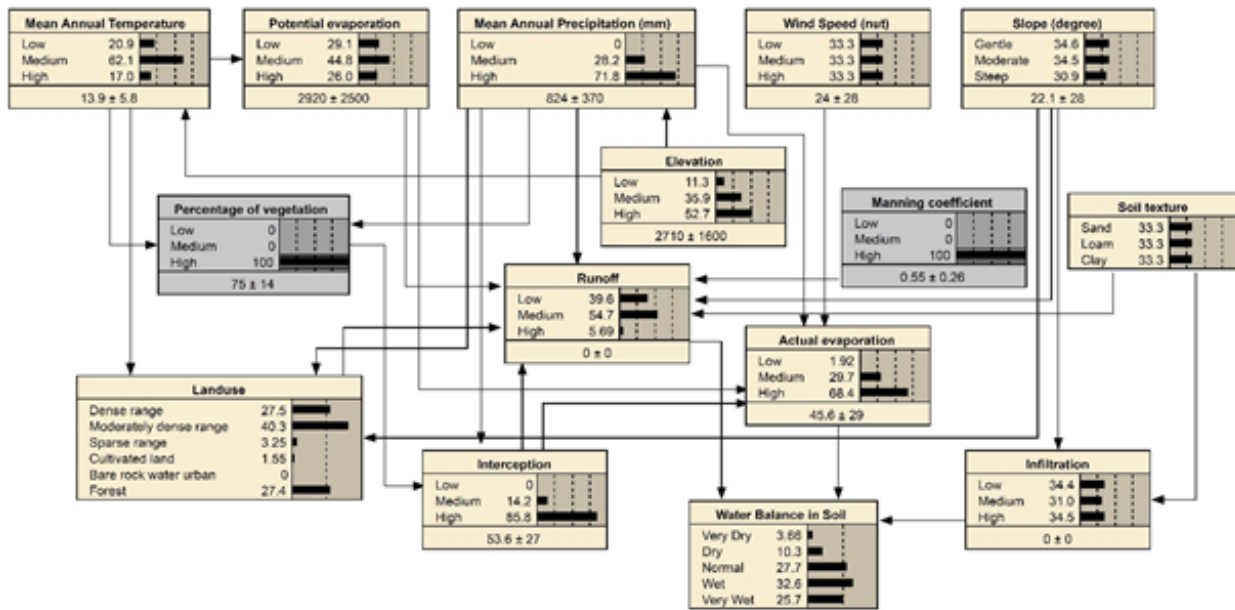 Mean Annual Temperature
Low 20.9
Medium 62.1
High 17.0
13.9 ± 5.8
Potential evaporation
Low 29.1
Medium 44.8
High 26.0
2920 ± 2500
Mean Annual Precipitation (mm)
Low 0
Medium 28.2
High 71.8
824 ± 370
Wind Speed (nut)
Low 33.3
Medium 33.3
High 33.3
24 ± 28
Slope (degree)
Gentle 34.6
Moderate 34.5
Steep 30.9
22.1 ± 28
Elevation
Low 11.3
Medium 35.9
High 52.7
2710 ± 1600
Percentage of vegetation
Low 0
Medium 0
High 100
75 ± 14
Manning coefficient
Low 0
Medium 0
High 100
0.55 ± 0.26
Soil texture
Sand 33.3
Loam 33.3
Clay 33.3
Runoff
Low 39.6
Medium 54.7
High 5.69
0 ± 0
Actual evaporation
Low 1.92
Medium 29.7
High 68.4
45.6 ± 29
Landuse
Dense range 27.5
Moderately dense range 40.3
Sparse range 3.25
Cultivated land 1.55
Bare rock water urban 0
Forest 27.4
Interception
Low 0
Medium 14.2
High 85.8
53.6 ± 27
Water Balance in Soil
Very Dry 3.66
Dry 10.3
Normal 27.7
Wet 32.6
Very Wet 25.7
Infiltration
Low 34.4
Medium 31.0
High 34.5
0 ± 0